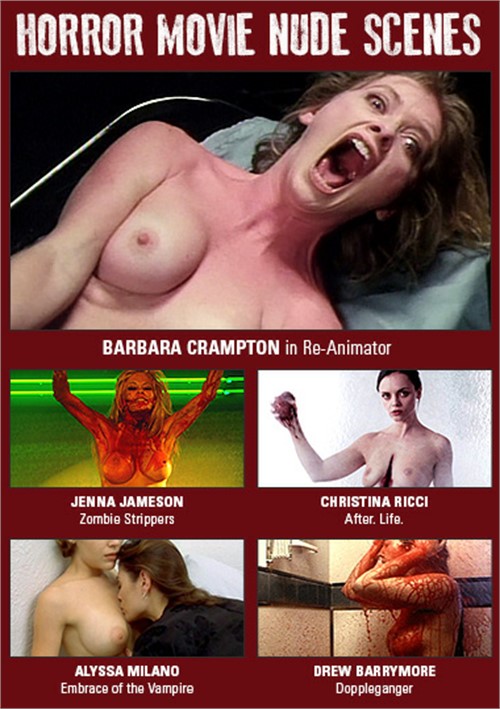 HORROR MOVIE NUDE SCENES
BARBARA CRAMPTON in Re-Animator
JENNA JAMESON
Zombie Strippers
CHRISTINA RICCI
After. Life.
ALYSSA MILANO
Embrace of the Vampire
DREW BARRYMORE
Doppleganger